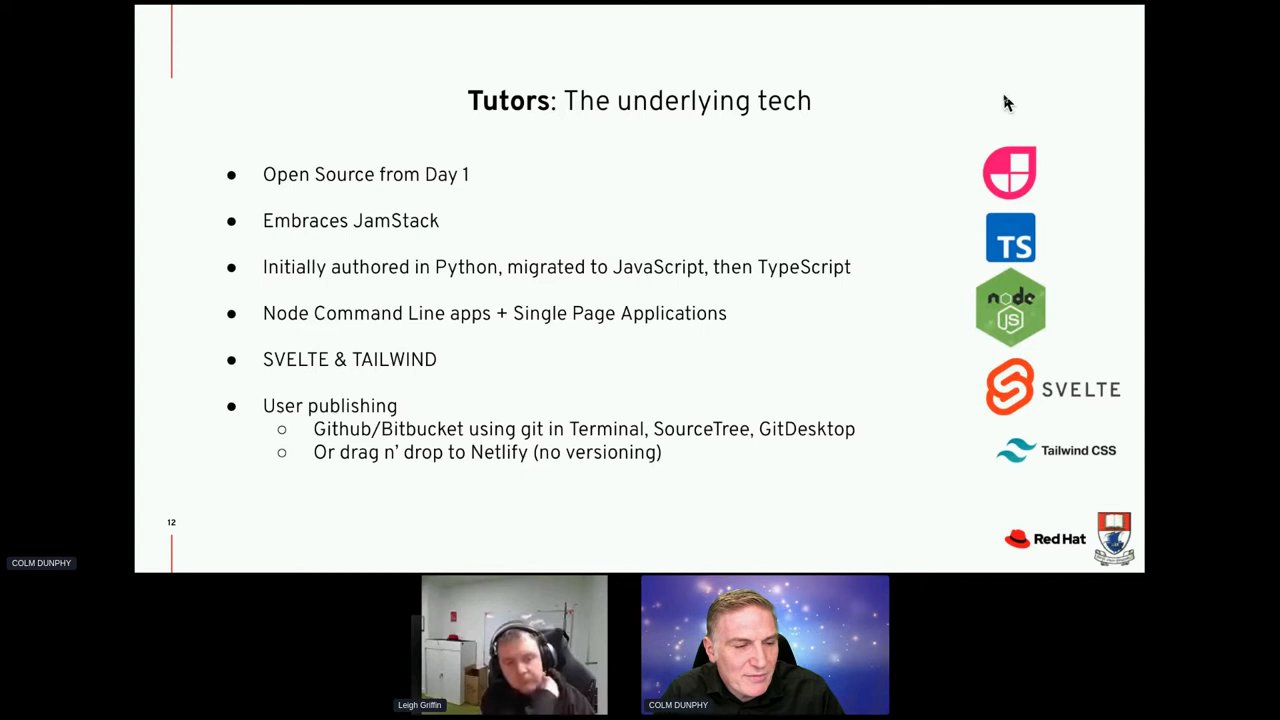 Tutors: The underlying tech
● Open Source from Day 1
● Embraces JamStack
● Initially authored in Python, migrated to JavaScript, then TypeScript
● Node Command Line apps + Single Page Applications
● SVELTE & TAILWIND
● User publishing
○ Github/Bitbucket using git in Terminal, SourceTree, GitDesktop
○ Or drag n' drop to Netlify (no versioning)
TS
node
JS
SVELTE
Tailwind CSS
12
Red Hat
COLM DUNPHY
Leigh Griffin
COLM DUNPHY